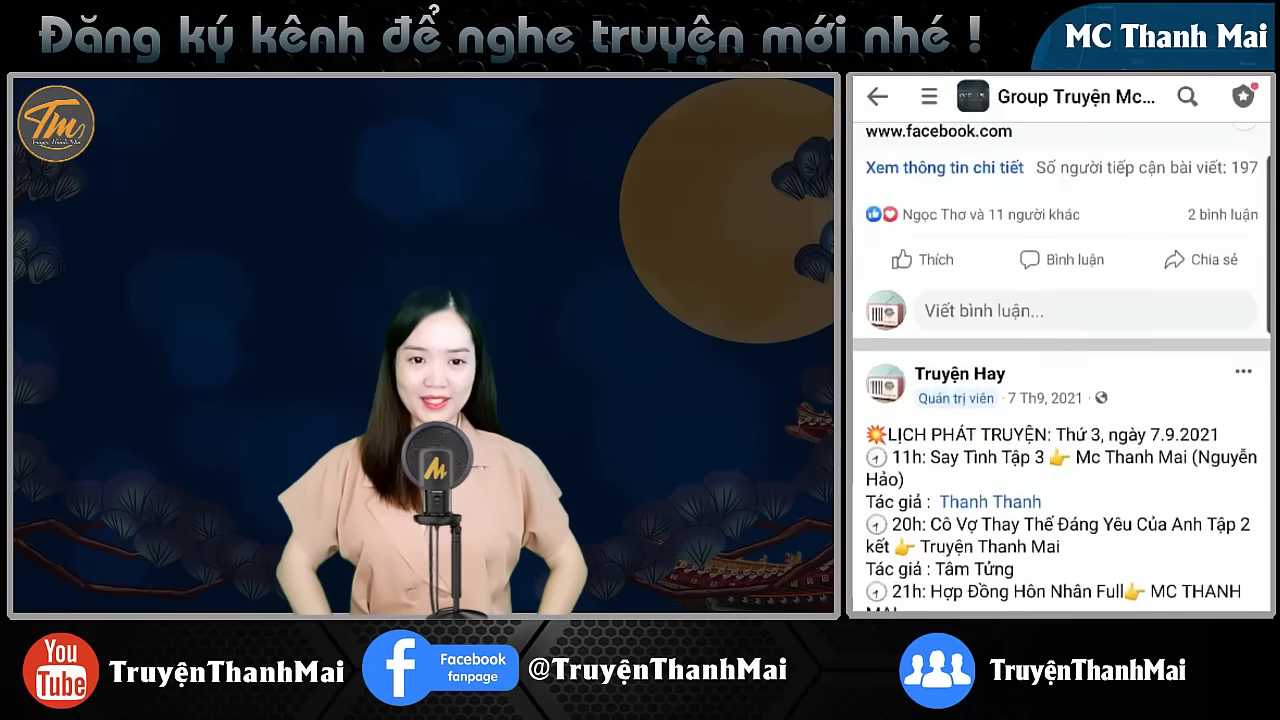 Đăng ký kênh để nghe truyện mới nhé !
MC Thanh Mai
Tm
Truyện Thanh Mai
M
Group Truyện Mc...
www.facebook.com
Xem thông tin chi tiết Số người tiếp cận bài viết: 197
Ngọc Thơ và 11 người khác 2 bình luận
Thích Bình luận Chia sẻ
Viết bình luận...
Truyện Hay
Quản trị viên · 7 Th9, 2021 ·
💥LỊCH PHÁT TRUYỆN: Thứ 3, ngày 7.9.2021
🕣 11h: Say Tình Tập 3 👉 Mc Thanh Mai (Nguyễn
Hảo)
Tác giả : Thanh Thanh
🕣 20h: Cô Vợ Thay Thế Đáng Yêu Của Anh Tập 2
kết 👉 Truyện Thanh Mai
Tác giả : Tâm Tửng
🕣 21h: Hợp Đồng Hôn Nhân Full👉 MC THANH
MAI
You
Tube
TruyệnThanhMai
f
Facebook
fanpage
@TruyệnThanhMai
TruyệnThanhMai